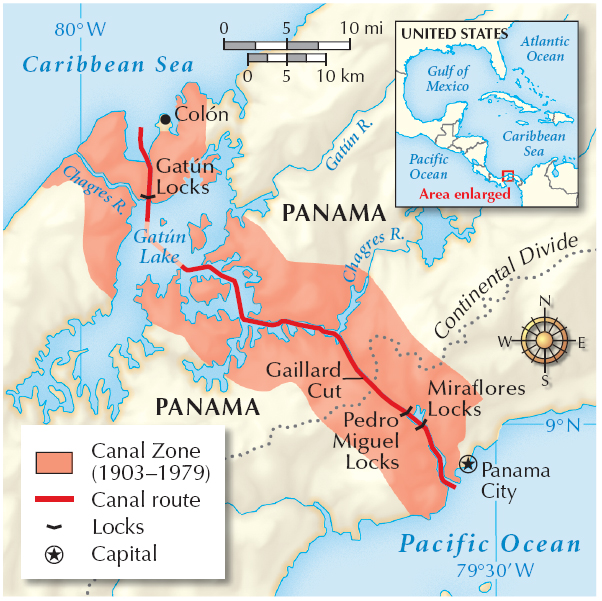 80°W
0 5 10 mi
0 5 10 km
Caribbean Sea
Colón
Gatún
Locks
Chagres R.
Gatún R.
Gatún
Lake
PANAMA
Chagres R.
Continental Divide
UNITED STATES
Atlantic
Ocean
Gulf of
Mexico
Caribbean
Sea
Pacific
Ocean
Area enlarged
N
W
E
S
Gaillard
Cut
Miraflores
Locks
PANAMA
Pedro
Miguel
Locks
9°N
Panama
City
Pacific Ocean
79°30'W
Canal Zone
(1903–1979)
Canal route
Locks
Capital